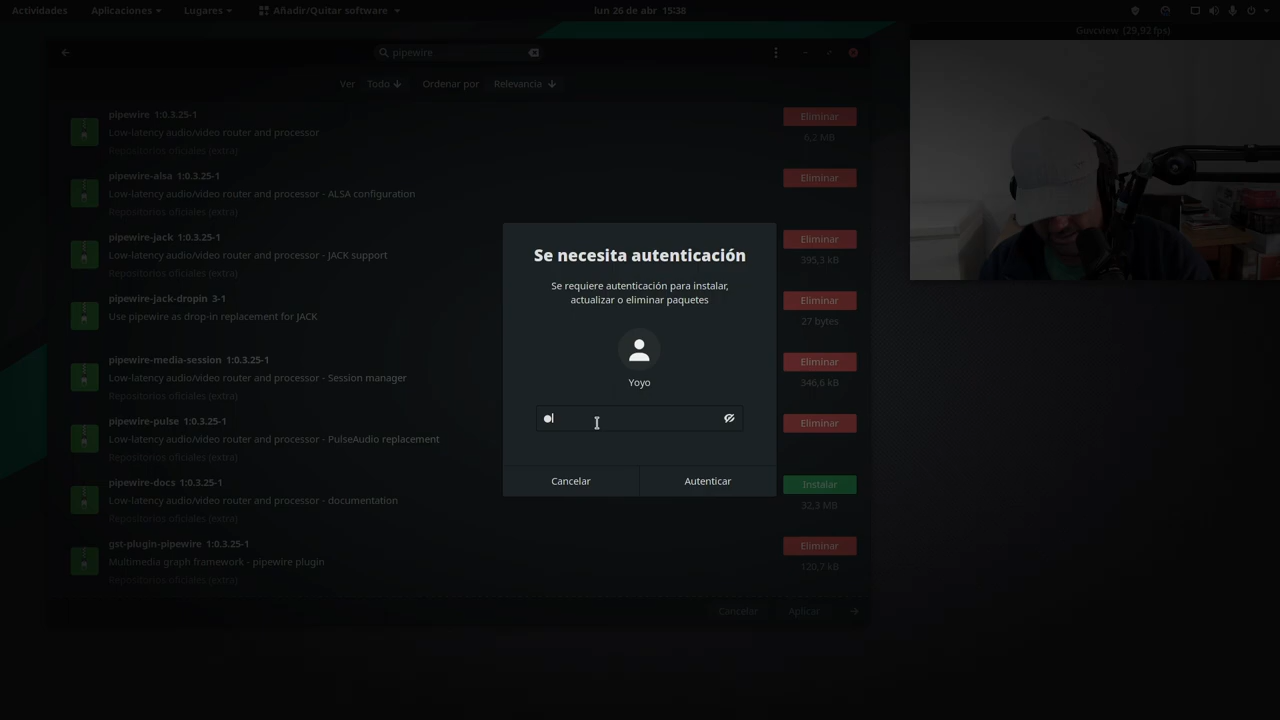 Actividades Aplicaciones Lugares Añadir/Quitar software lun 26 de abr 15:38
Guvcview (29,92 fps)
pipewire
Ver Todo Ordenar por Relevancia
pipewire 1:0.3.25-1
Low-latency audio/video router and processor
Repositorios oficiales (extra)
Eliminar
6,2 MB
pipewire-alsa 1:0.3.25-1
Low-latency audio/video router and processor - ALSA configuration
Repositorios oficiales (extra)
Eliminar
pipewire-jack 1:0.3.25-1
Low-latency audio/video router and processor - JACK support
Repositorios oficiales (extra)
Eliminar
395,3 kB
pipewire-jack-dropin 3-1
Use pipewire as drop-in replacement for JACK
Eliminar
27 bytes
pipewire-media-session 1:0.3.25-1
Low-latency audio/video router and processor - Session manager
Repositorios oficiales (extra)
Eliminar
346,6 kB
pipewire-pulse 1:0.3.25-1
Low-latency audio/video router and processor - PulseAudio replacement
Repositorios oficiales (extra)
Eliminar
pipewire-docs 1:0.3.25-1
Low-latency audio/video router and processor - documentation
Repositorios oficiales (extra)
Instalar
32,3 MB
gst-plugin-pipewire 1:0.3.25-1
Multimedia graph framework - pipewire plugin
Repositorios oficiales (extra)
Eliminar
120,7 kB
Cancelar Aplicar
Se necesita autenticación
Se requiere autenticación para instalar,
actualizar o eliminar paquetes
Yoyo
Cancelar Autenticar